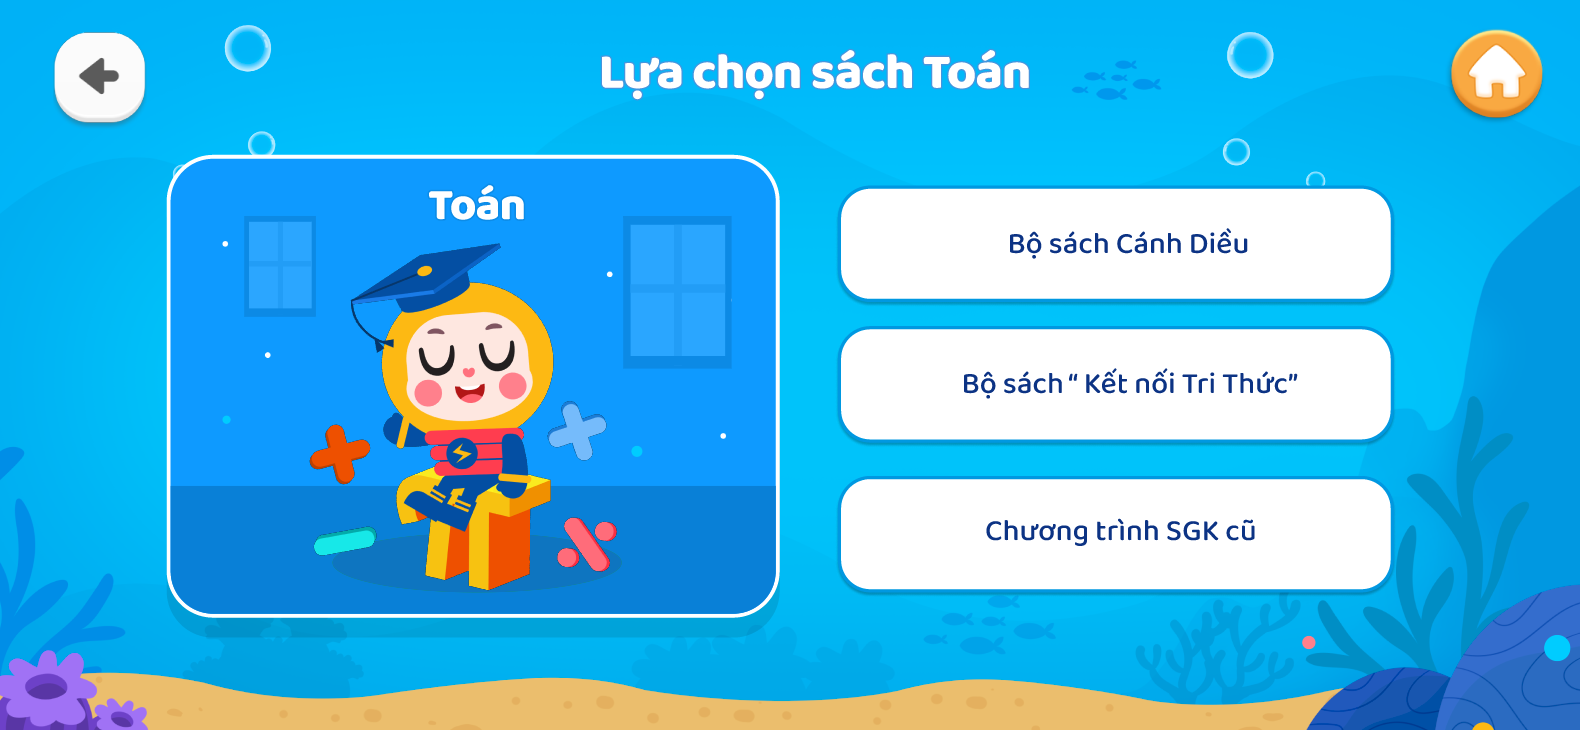 Lựa chọn sách Toán
Toán
Bộ sách Cánh Diều
Bộ sách “ Kết nối Tri Thức”
Chương trình SGK cũ